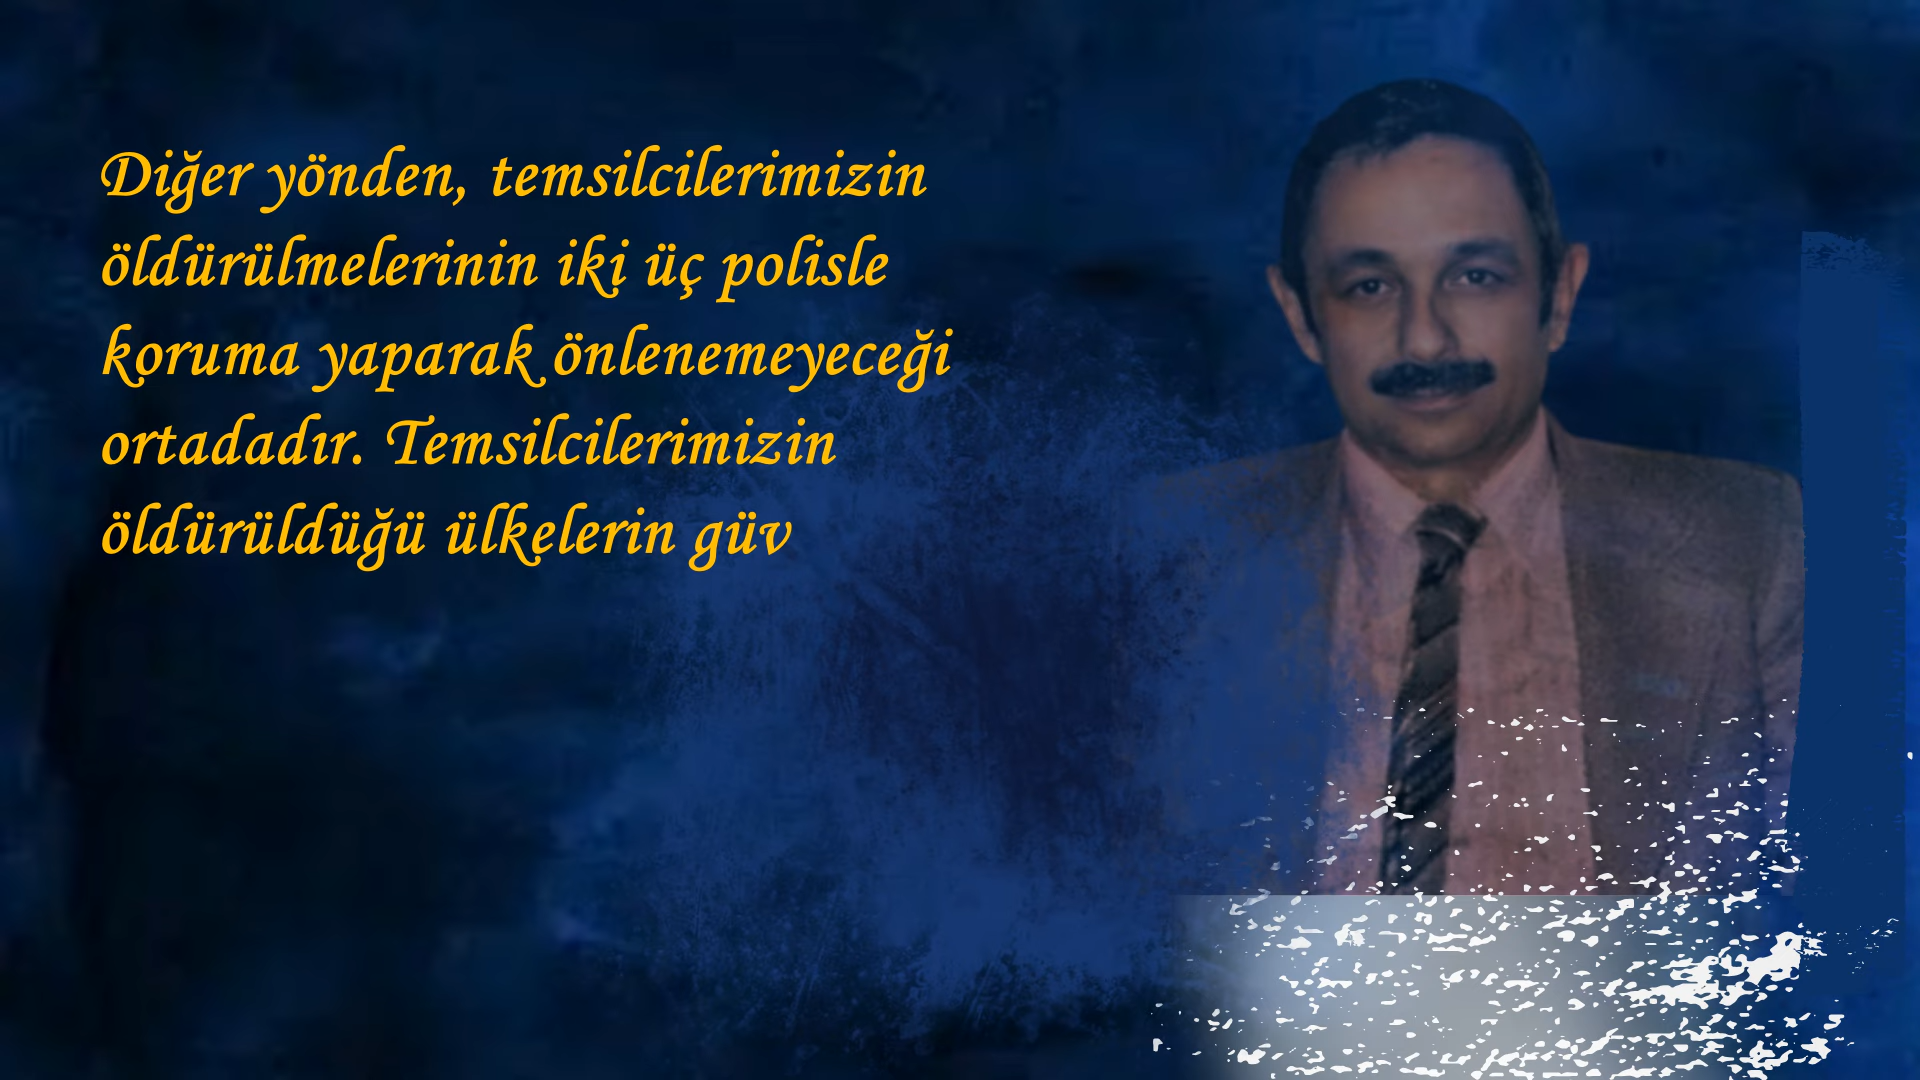 Diğer yönden, temsilcilerimizin
öldürülmelerinin iki üç polisle
koruma yaparak önlenemeyeceği
ortadadır. Temsilcilerimizin
öldürüldüğü ülkelerin güv